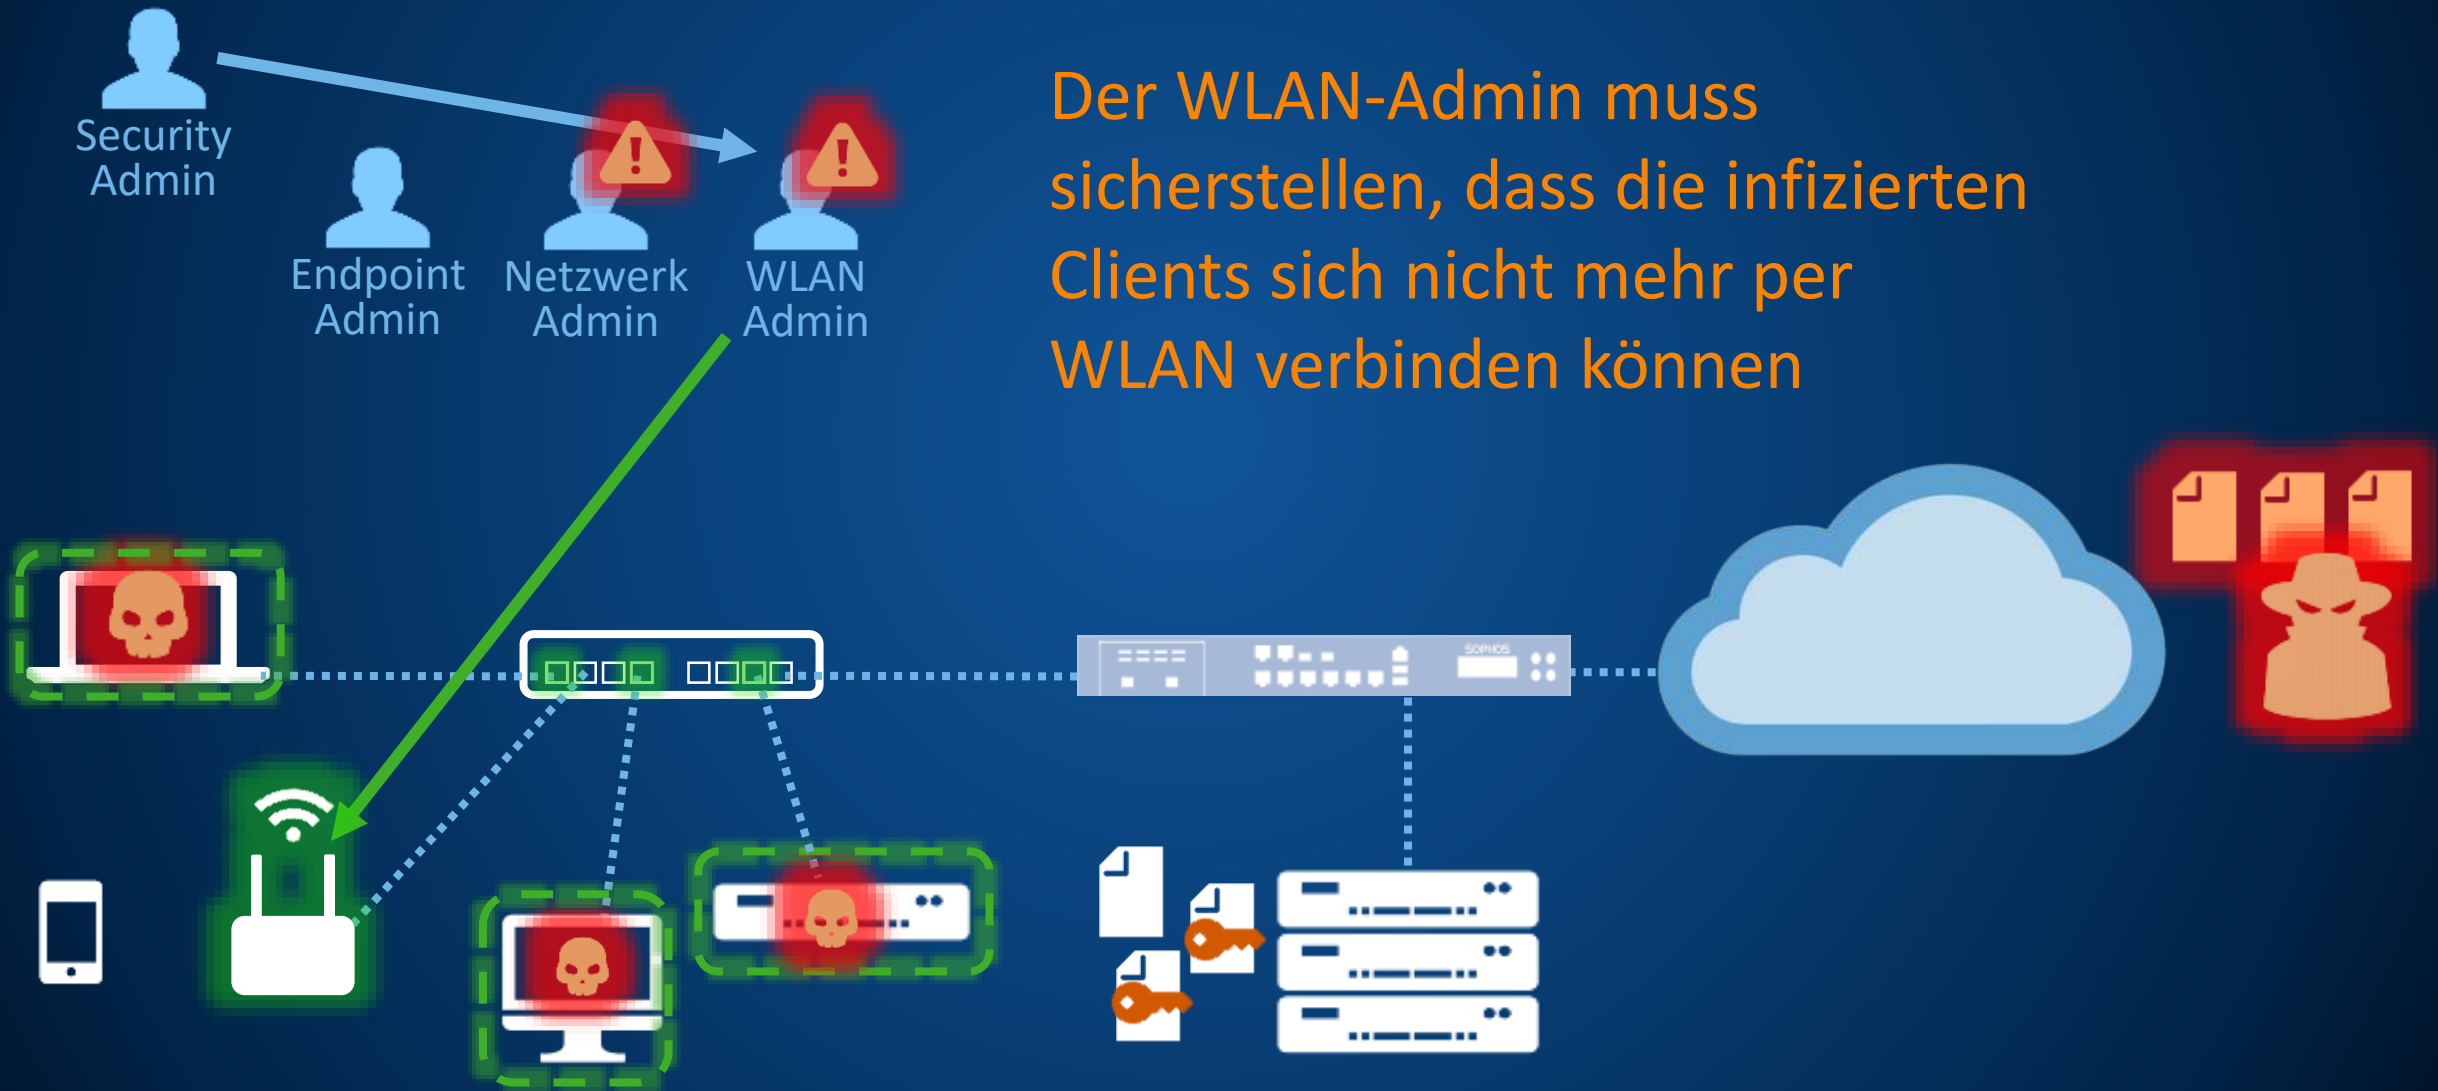 Security
Admin
Endpoint
Admin
Netzwerk
Admin
WLAN
Admin
Der WLAN-Admin muss
sicherstellen, dass die infizierten
Clients sich nicht mehr per
WLAN verbinden können
SOPHOS